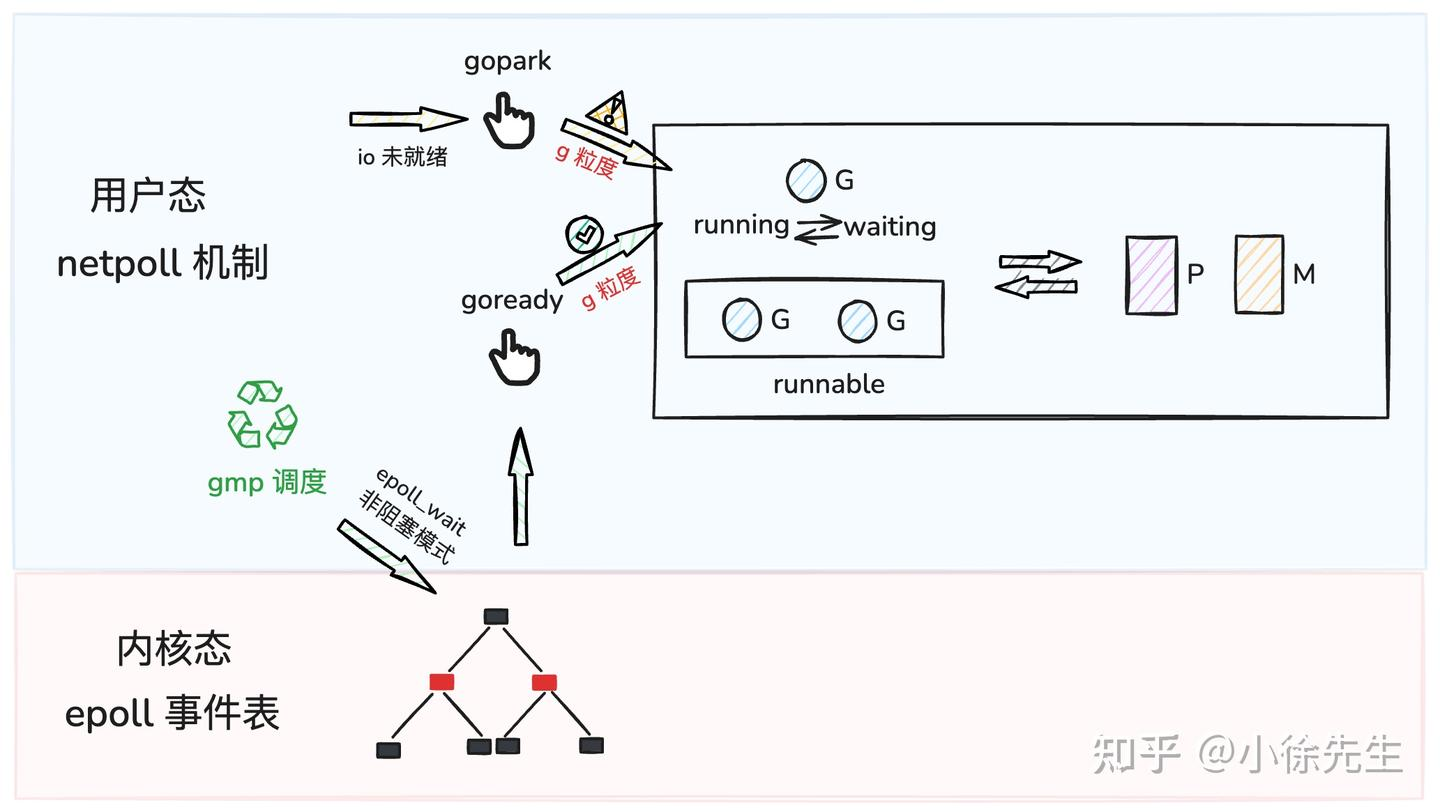 gopark
io 未就绪
g 粒度
用户态
netpoll 机制
G
running
waiting
goready
g 粒度
G
G
runnable
P
M
gmp 调度
epoll_wait
非阻塞模式
内核态
epoll 事件表
知乎 @小徐先生